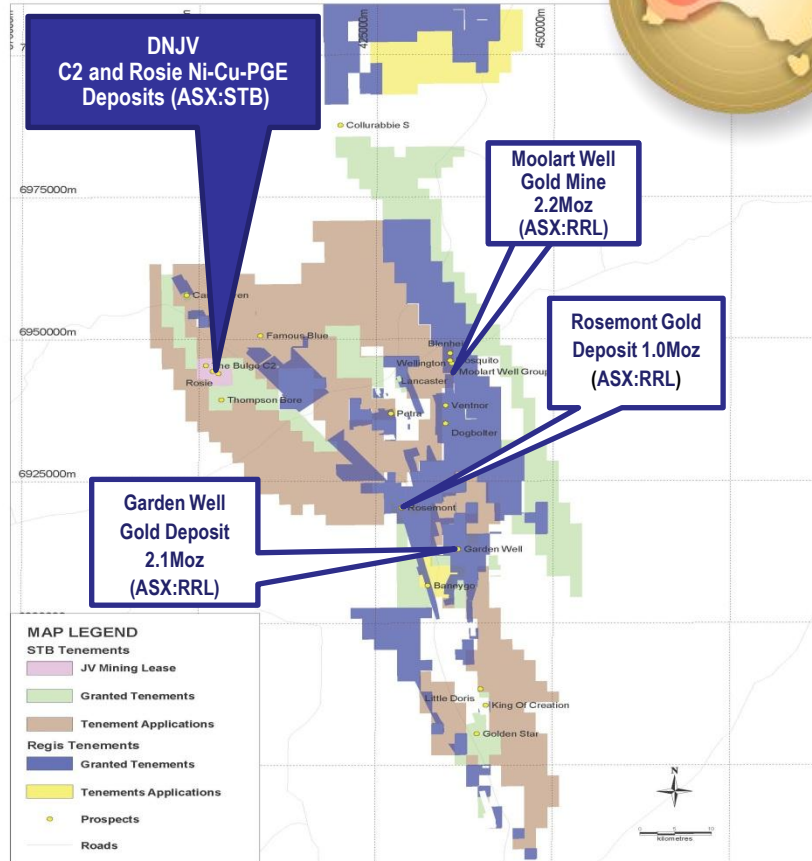 425000m
450000m
DNJV
C2 and Rosie Ni-Cu-PGE
Deposits (ASX:STB)
Collurabbie S
Moolart Well
Gold Mine
2.2Moz
(ASX:RRL)
6975000m
Rosemont Gold
Deposit 1.0Moz
(ASX:RRL)
6950000m
Famous Blue
Wellington
Moolart Well Group
Lancaster
Bulga C2
Rosie
Thompson Bore
Petra
Ventnor
Dogbolter
6925000m
Rosemont
Garden Well
Gold Deposit
2.1Moz
(ASX:RRL)
Garden Well
Baneygo
Little Doris
King Of Creation
Golden Star
MAP LEGEND
STB Tenements
JV Mining Lease
Granted Tenements
Tenement Applications
Regis Tenements
Granted Tenements
Tenements Applications
Prospects
Roads
N
0 5 10
kilometres